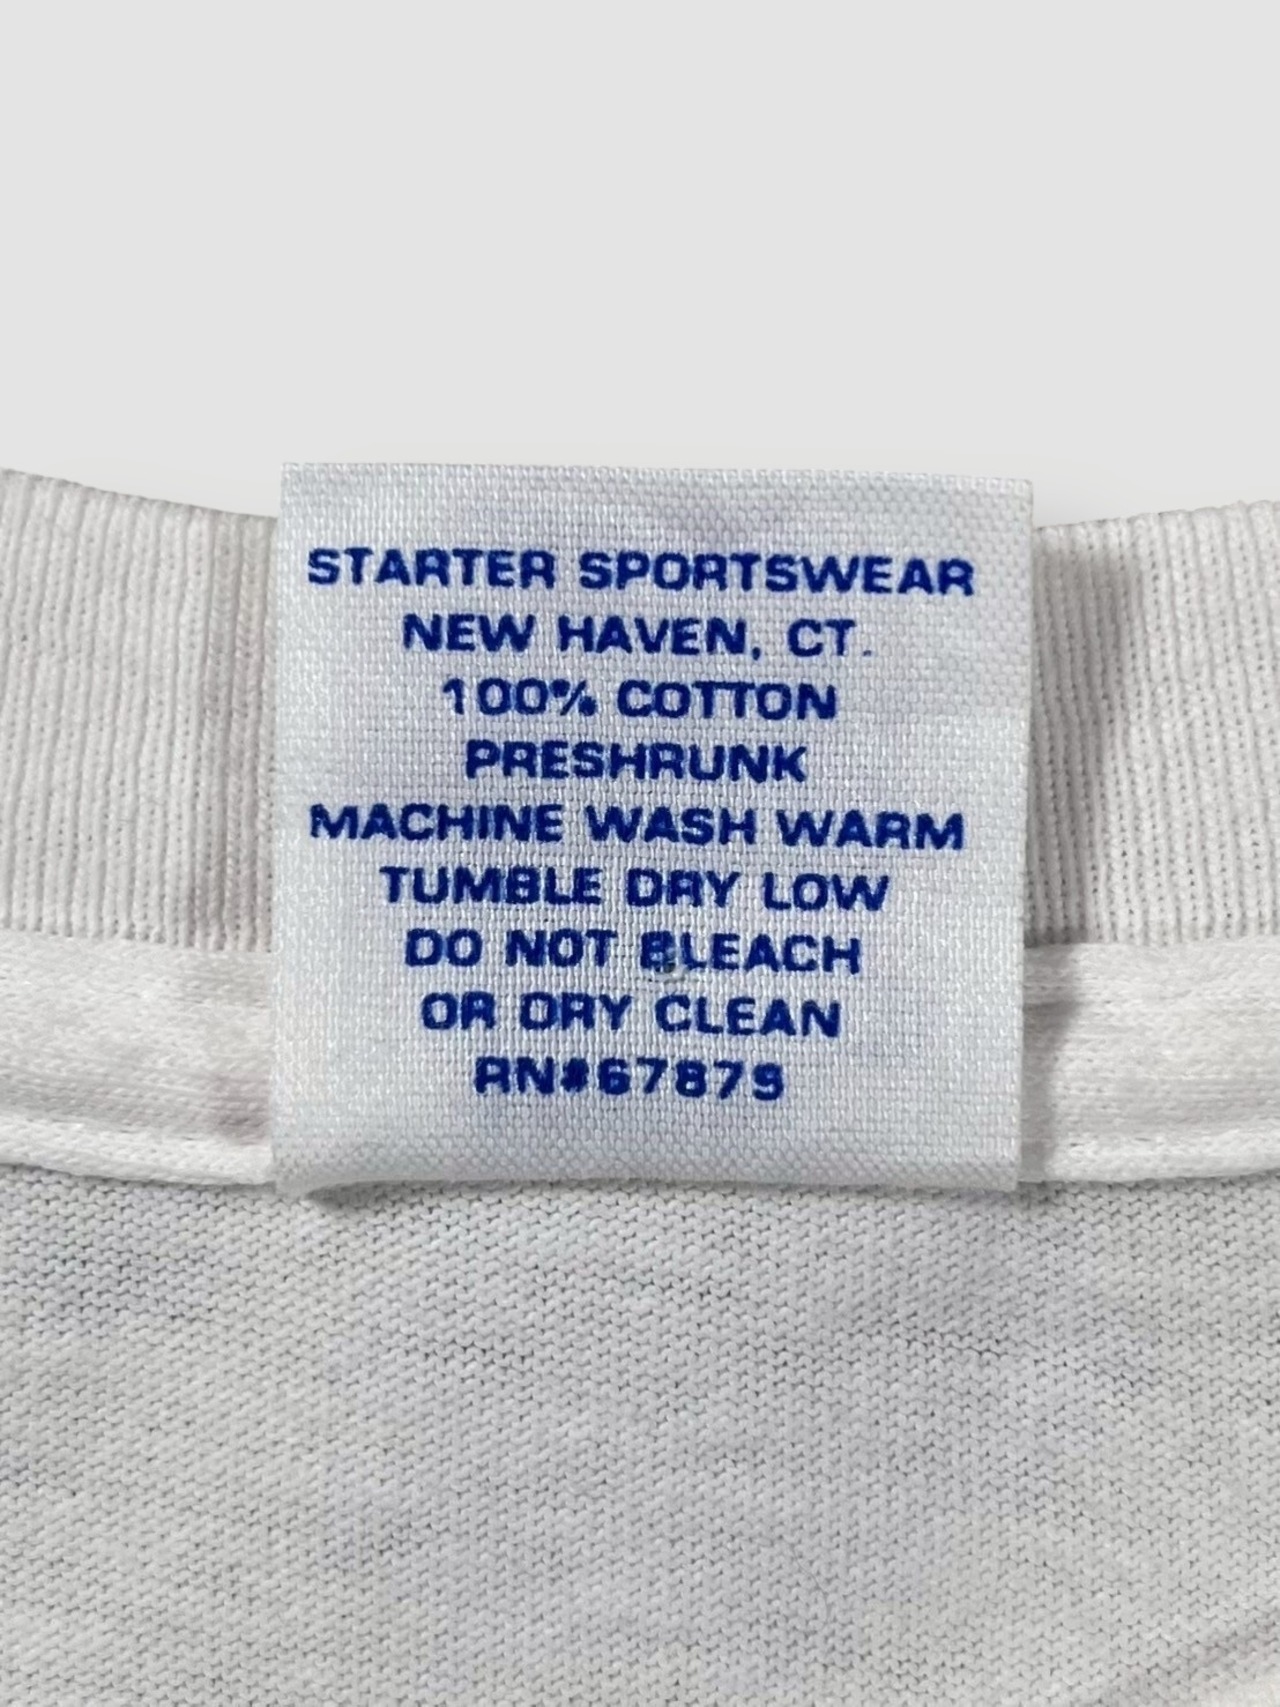 STARTER SPORTSWEAR
NEW HAVEN, CT.
100% COTTON
PRESHRUNK
MACHINE WASH WARM
TUMBLE DRY LOW
DO NOT BLEACH
OR DRY CLEAN
RN#67879